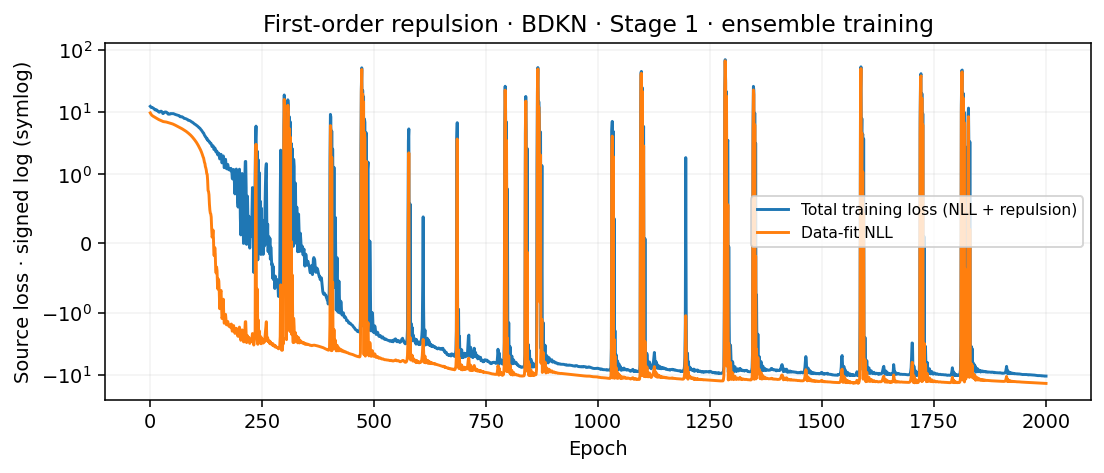 First-order repulsion · BDKN · Stage 1 · ensemble training
Source loss · signed log (symlog)
10²
10¹
10⁰
0
−10⁰
−10¹
Total training loss (NLL + repulsion)
Data-fit NLL
0 250 500 750 1000 1250 1500 1750 2000
Epoch